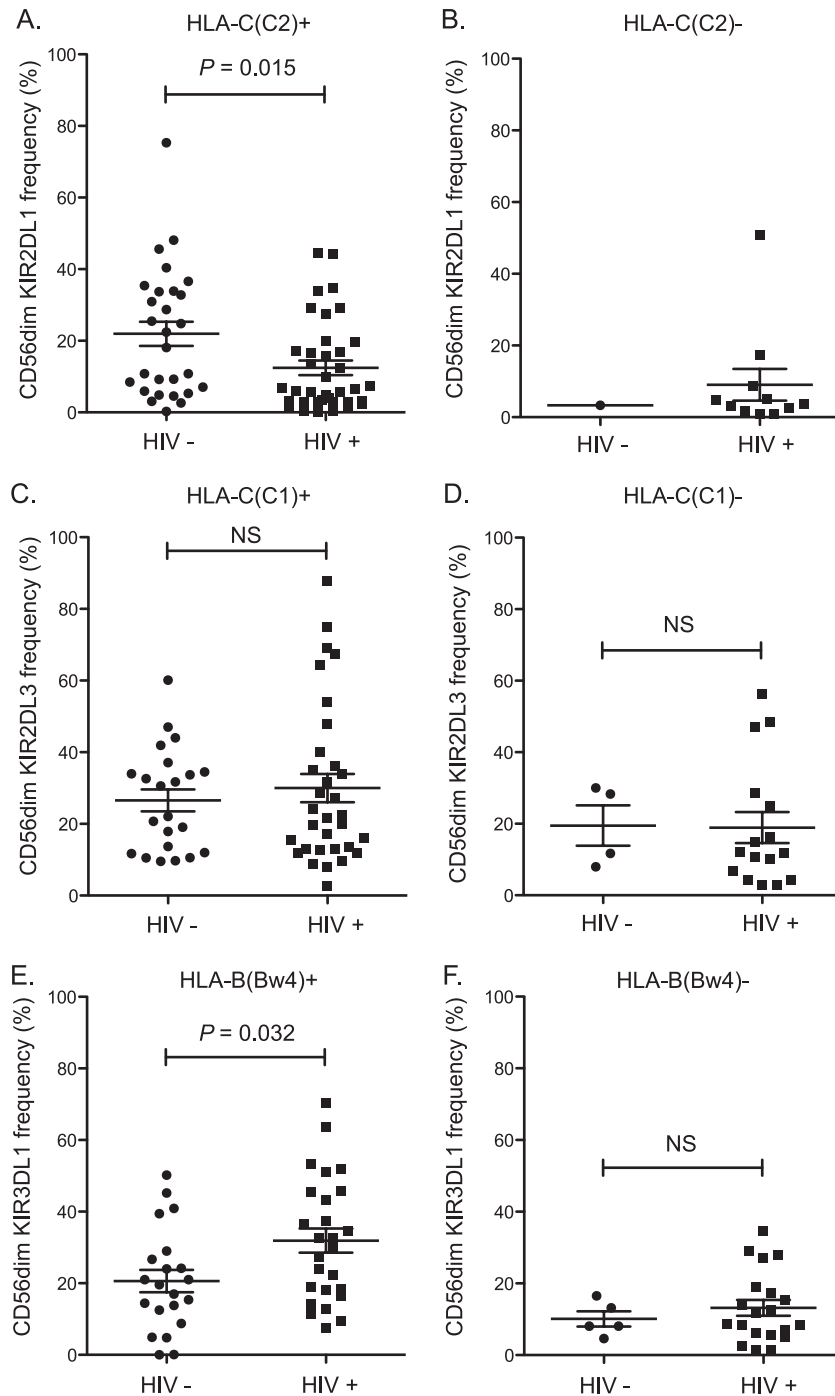 A.
HLA-C(C2)+
CD56dim KIR2DL1 frequency (%)
100
80
60
40
20
0
P = 0.015
HIV -
HIV +
B.
HLA-C(C2)-
CD56dim KIR2DL1 frequency (%)
100
80
60
40
20
0
HIV -
HIV +
C.
HLA-C(C1)+
CD56dim KIR2DL3 frequency (%)
100
80
60
40
20
0
NS
HIV -
HIV +
D.
HLA-C(C1)-
CD56dim KIR2DL3 frequency (%)
100
80
60
40
20
0
NS
HIV -
HIV +
E.
HLA-B(Bw4)+
CD56dim KIR3DL1 frequency (%)
100
80
60
40
20
0
P = 0.032
HIV -
HIV +
F.
HLA-B(Bw4)-
CD56dim KIR3DL1 frequency (%)
100
80
60
40
20
0
NS
HIV -
HIV +